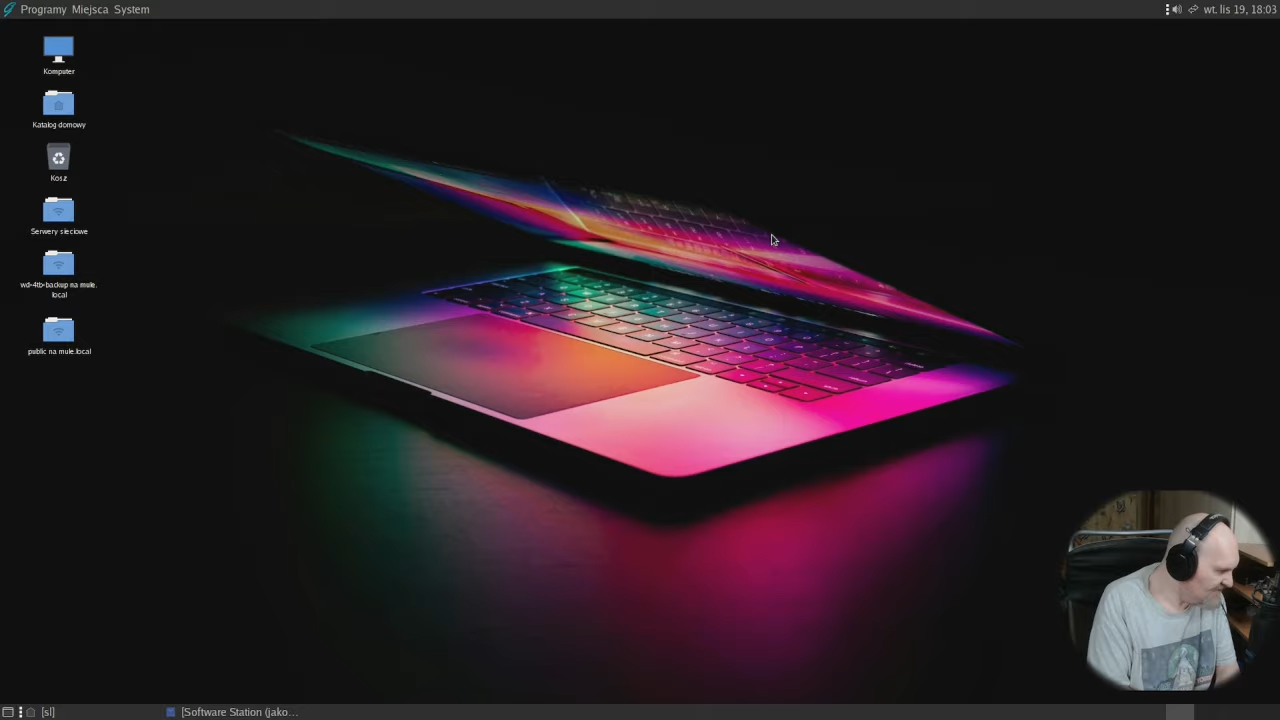 Programy Miejsca System
wt. lis 19, 18:03
Komputer
Katalog domowy
Kosz
Serwery sieciowe
wd-4tb-backup na mule.
local
public na mule.local
[sl]
[Software Station (jako...